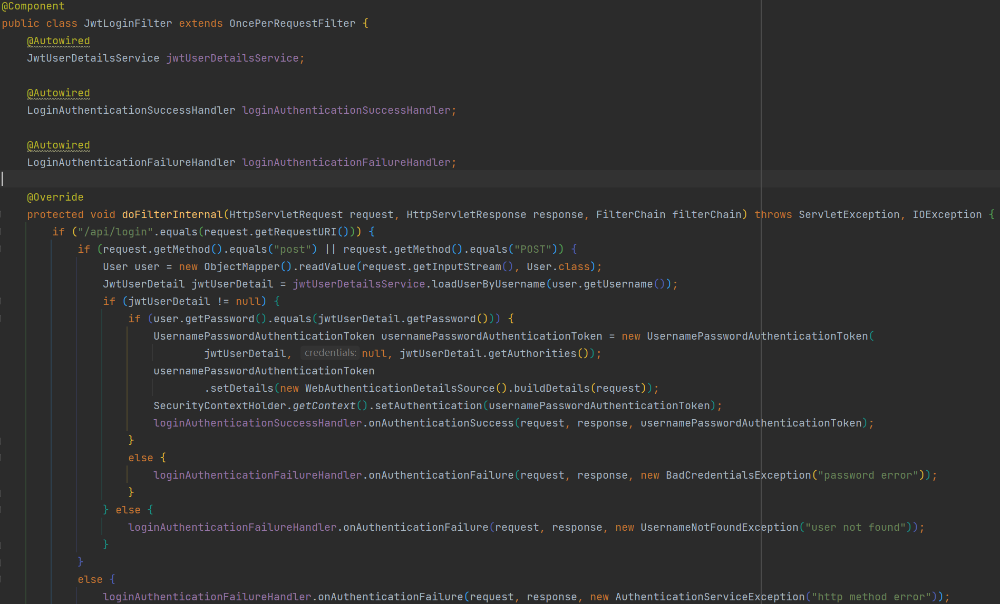 @Component
public class JwtLoginFilter extends OncePerRequestFilter {
@Autowired
JwtUserDetailsService jwtUserDetailsService;
@Autowired
LoginAuthenticationSuccessHandler loginAuthenticationSuccessHandler;
@Autowired
LoginAuthenticationFailureHandler loginAuthenticationFailureHandler;
@Override
protected void doFilterInternal(HttpServletRequest request, HttpServletResponse response, FilterChain filterChain) throws ServletException, IOException {
if ("/api/login".equals(request.getRequestURI())) {
if (request.getMethod().equals("post") || request.getMethod().equals("POST")) {
User user = new ObjectMapper().readValue(request.getInputStream(), User.class);
JwtUserDetail jwtUserDetail = jwtUserDetailsService.loadUserByUsername(user.getUsername());
if (jwtUserDetail != null) {
if (user.getPassword().equals(jwtUserDetail.getPassword())) {
UsernamePasswordAuthenticationToken usernamePasswordAuthenticationToken = new UsernamePasswordAuthenticationToken(
jwtUserDetail, credentials: null, jwtUserDetail.getAuthorities());
usernamePasswordAuthenticationToken
.setDetails(new WebAuthenticationDetailsSource().buildDetails(request));
SecurityContextHolder.getContext().setAuthentication(usernamePasswordAuthenticationToken);
loginAuthenticationSuccessHandler.onAuthenticationSuccess(request, response, usernamePasswordAuthenticationToken);
}
else {
loginAuthenticationFailureHandler.onAuthenticationFailure(request, response, new BadCredentialsException("password error"));
}
} else {
loginAuthenticationFailureHandler.onAuthenticationFailure(request, response, new UsernameNotFoundException("user not found"));
}
}
else {
loginAuthenticationFailureHandler.onAuthenticationFailure(request, response, new AuthenticationServiceException("http method error"));